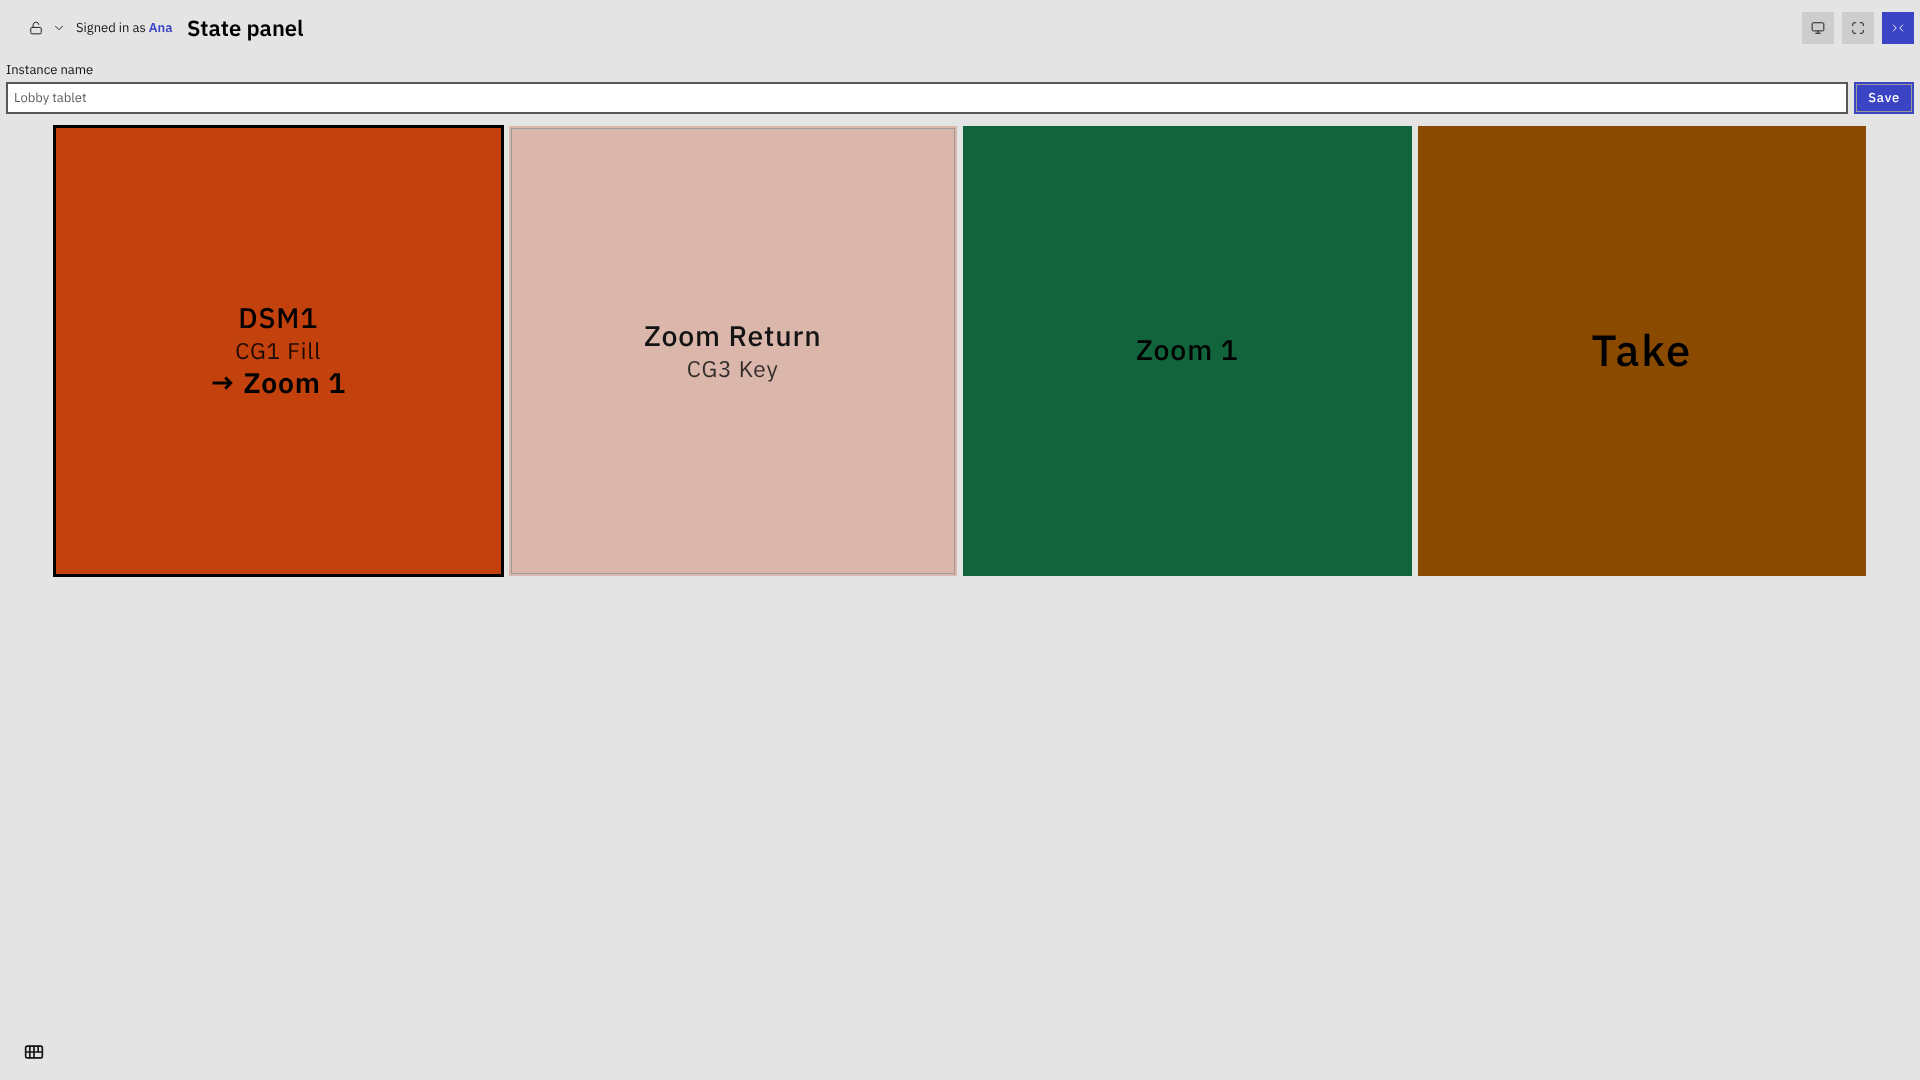 Signed in as Ana
State panel
Instance name
Lobby tablet
Save
DSM1
CG1 Fill
→ Zoom 1
Zoom Return
CG3 Key
Zoom 1
Take